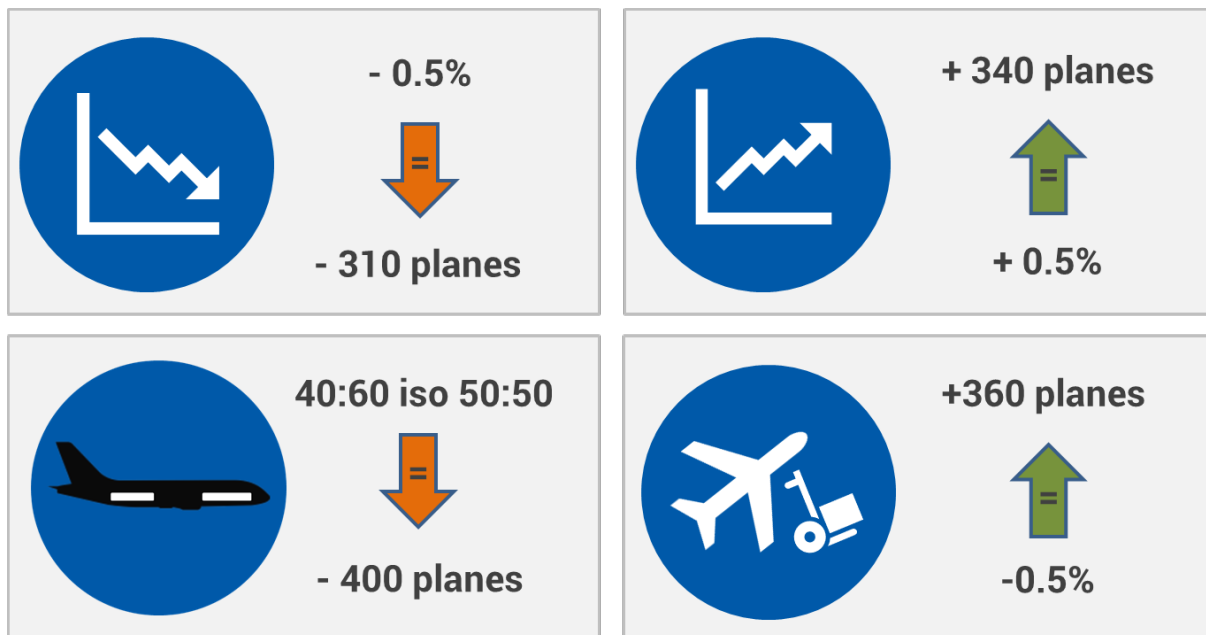 - 0.5%
=
- 310 planes
+ 340 planes
=
+ 0.5%
40:60 iso 50:50
=
- 400 planes
+360 planes
=
-0.5%